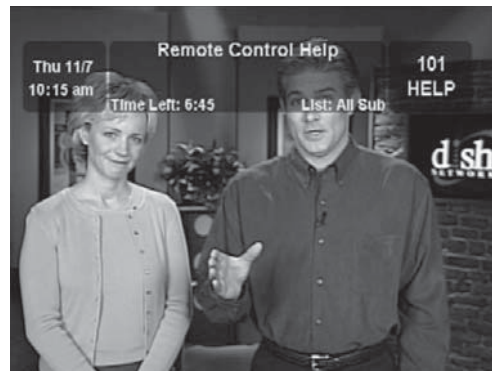 Remote Control Help
Thu 11/7
10:15 am
Time Left: 6:45
List: All Sub
101
HELP
dish
NETWORK